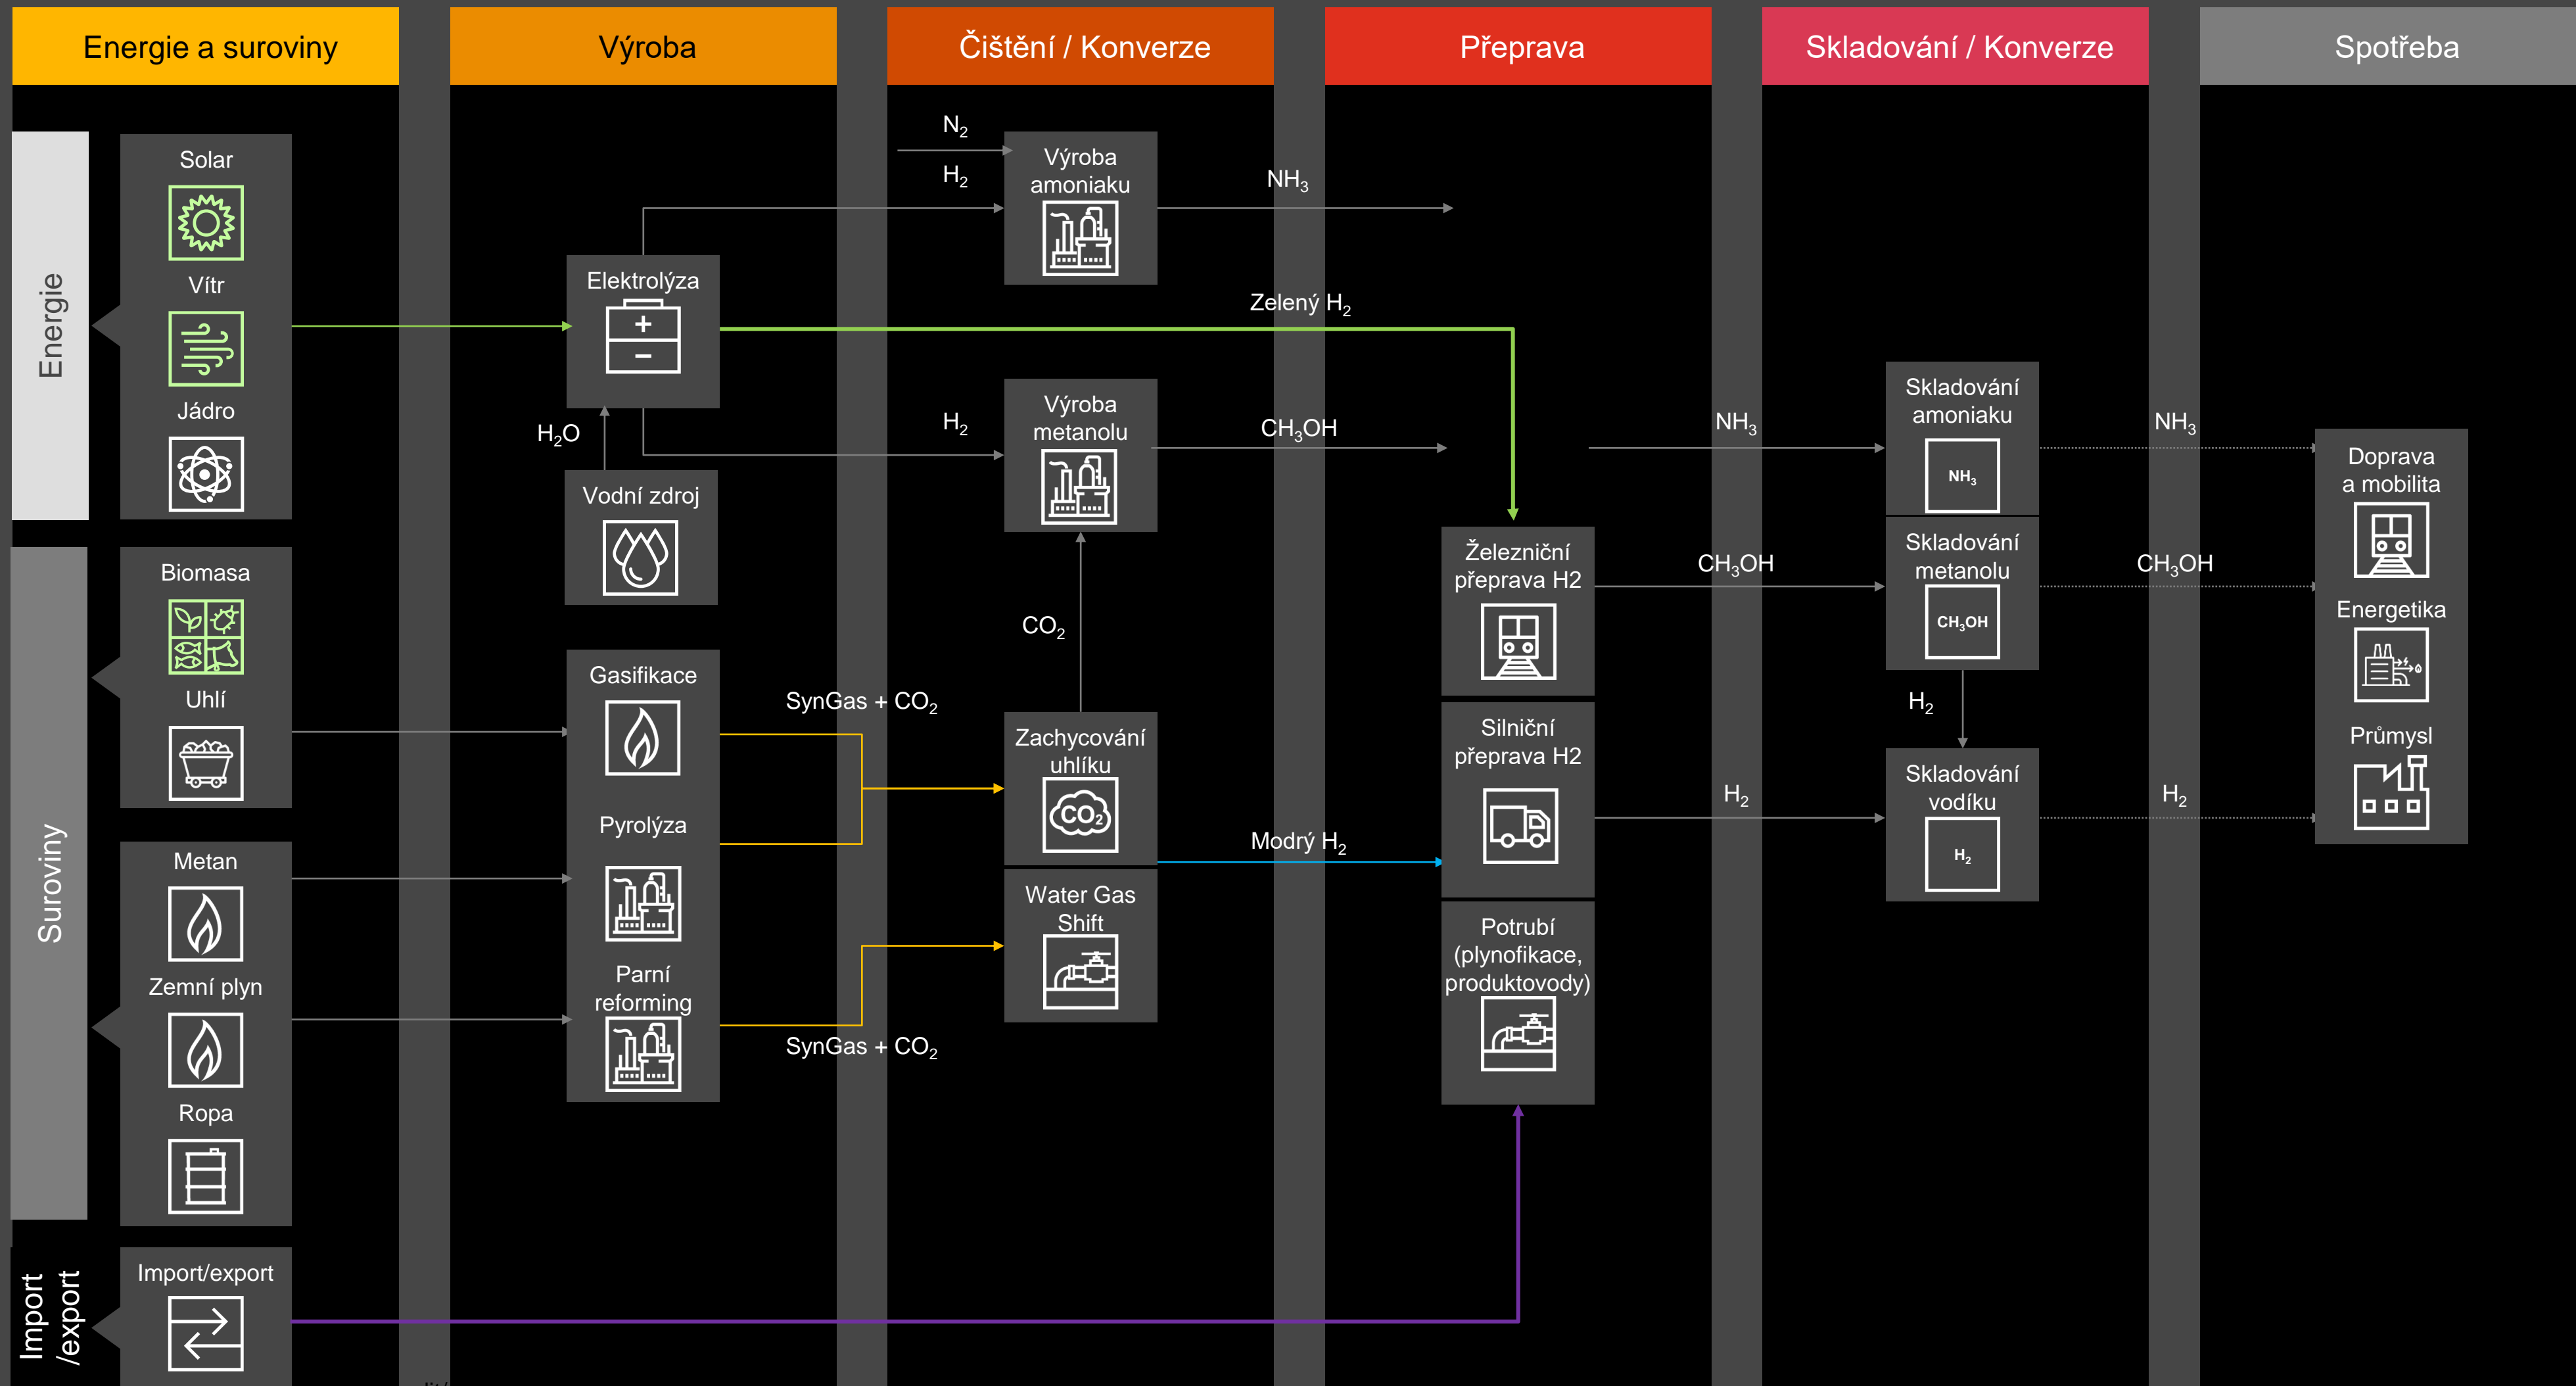 Energie a suroviny
Výroba
Čištění / Konverze
Přeprava
Skladování / Konverze
Spotřeba
Energie
Solar
Vítr
Jádro
Suroviny
Biomasa
Uhlí
Metan
Zemní plyn
Ropa
Import
/export
Import/export
Elektrolýza
H₂O
Vodní zdroj
Gasifikace
Pyrolýza
Parní
reforming
SynGas + CO₂
SynGas + CO₂
N₂
H₂
Výroba
amoniaku
NH₃
Zelený H₂
H₂
Výroba
metanolu
CH₃OH
CO₂
Zachycování
uhlíku
CO₂
Modrý H₂
Water Gas
Shift
Železniční
přeprava H2
Silniční
přeprava H2
Potrubí
(plynofikace,
produktovody)
NH₃
CH₃OH
H₂
Skladování
amoniaku
NH₃
Skladování
metanolu
CH₃OH
H₂
Skladování
vodíku
H₂
NH₃
CH₃OH
H₂
Doprava
a mobilita
Energetika
Průmysl